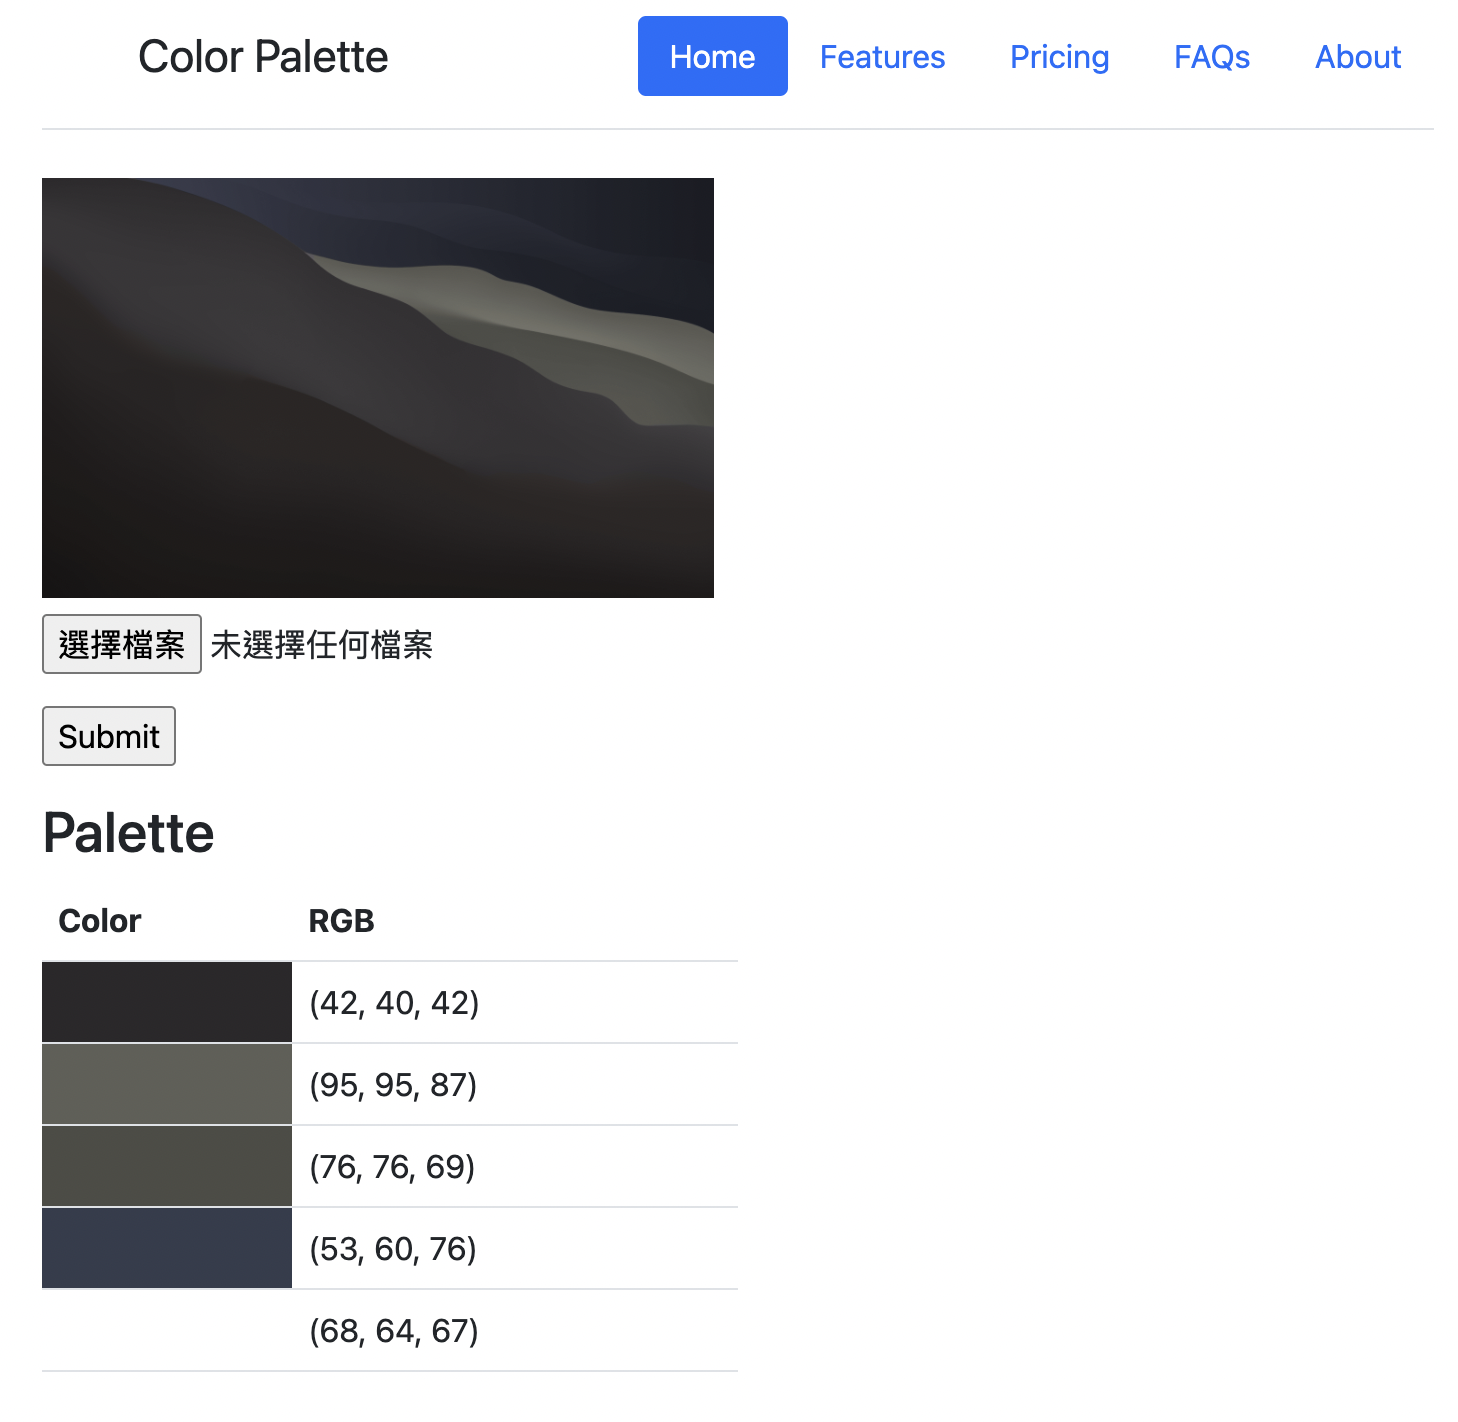 Color Palette
Home Features Pricing FAQs About
選擇檔案 未選擇任何檔案
Submit
Palette
Color RGB
(42, 40, 42)
(95, 95, 87)
(76, 76, 69)
(53, 60, 76)
(68, 64, 67)